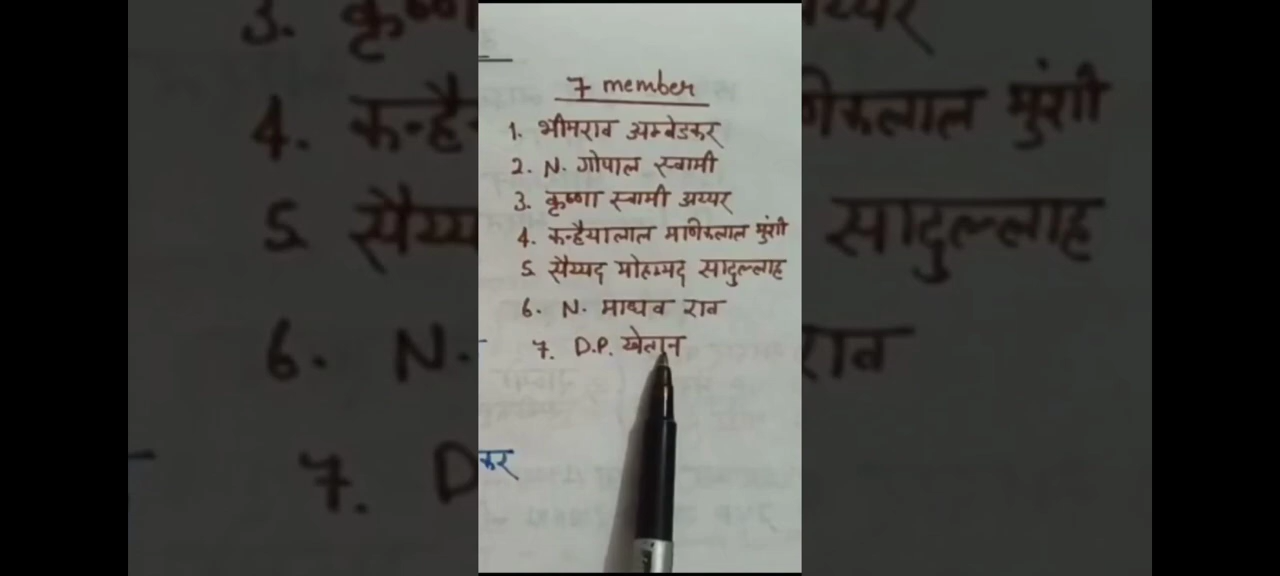 7 member
1. भीमराव अम्बेडकर
2. N. गोपाल स्वामी
3. कृष्णा स्वामी अय्यर
4. कन्हैयालाल माणिकलाल मुंशी
5 सैय्यद मोहम्मद सादुल्लाह
6. N. माधव राव
7. D.P. खेतान
कर